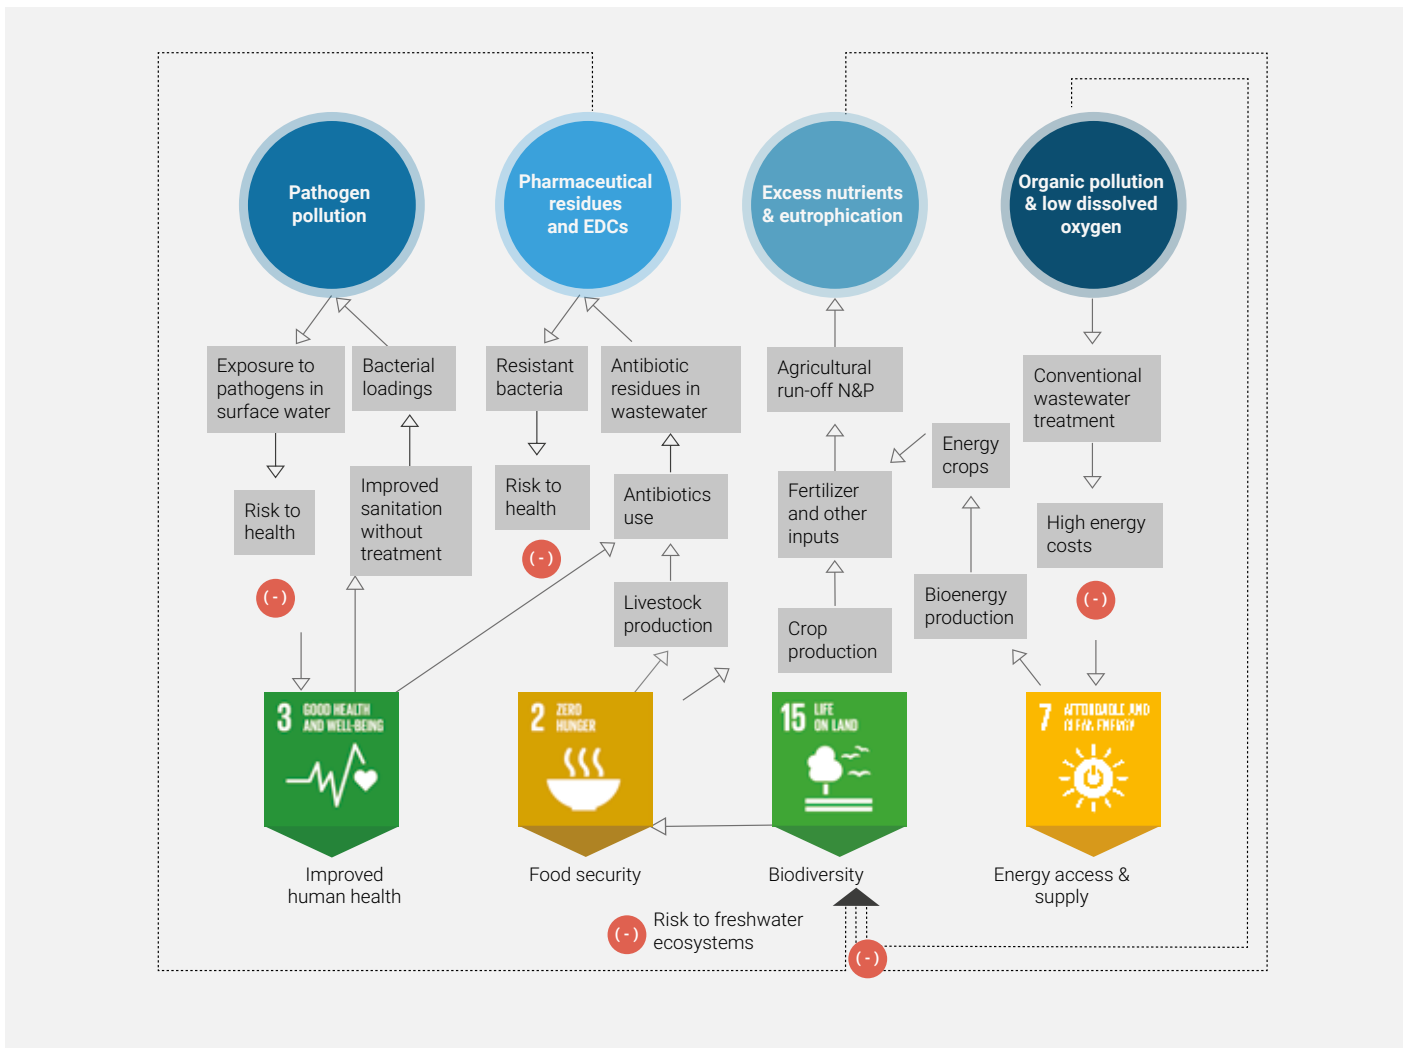 Pathogen
pollution
Pharmaceutical
residues
and EDCs
Excess nutrients
& eutrophication
Organic pollution
& low dissolved
oxygen
Exposure to
pathogens in
surface water
Bacterial
loadings
Resistant
bacteria
Antibiotic
residues in
wastewater
Agricultural
run-off N&P
Conventional
wastewater
treatment
Energy
crops
Risk to
health
Improved
sanitation
without
treatment
Risk to
health
Antibiotics
use
Fertilizer
and other
inputs
High energy
costs
(-)
(-)
(-)
Livestock
production
Crop
production
Bioenergy
production
3 GOOD HEALTH
AND WELL-BEING
2 ZERO
HUNGER
15 LIFE
ON LAND
7 AFFORDABLE AND
CLEAN ENERGY
Improved
human health
Food security
Biodiversity
Energy access &
supply
(-)
Risk to freshwater
ecosystems
(-)